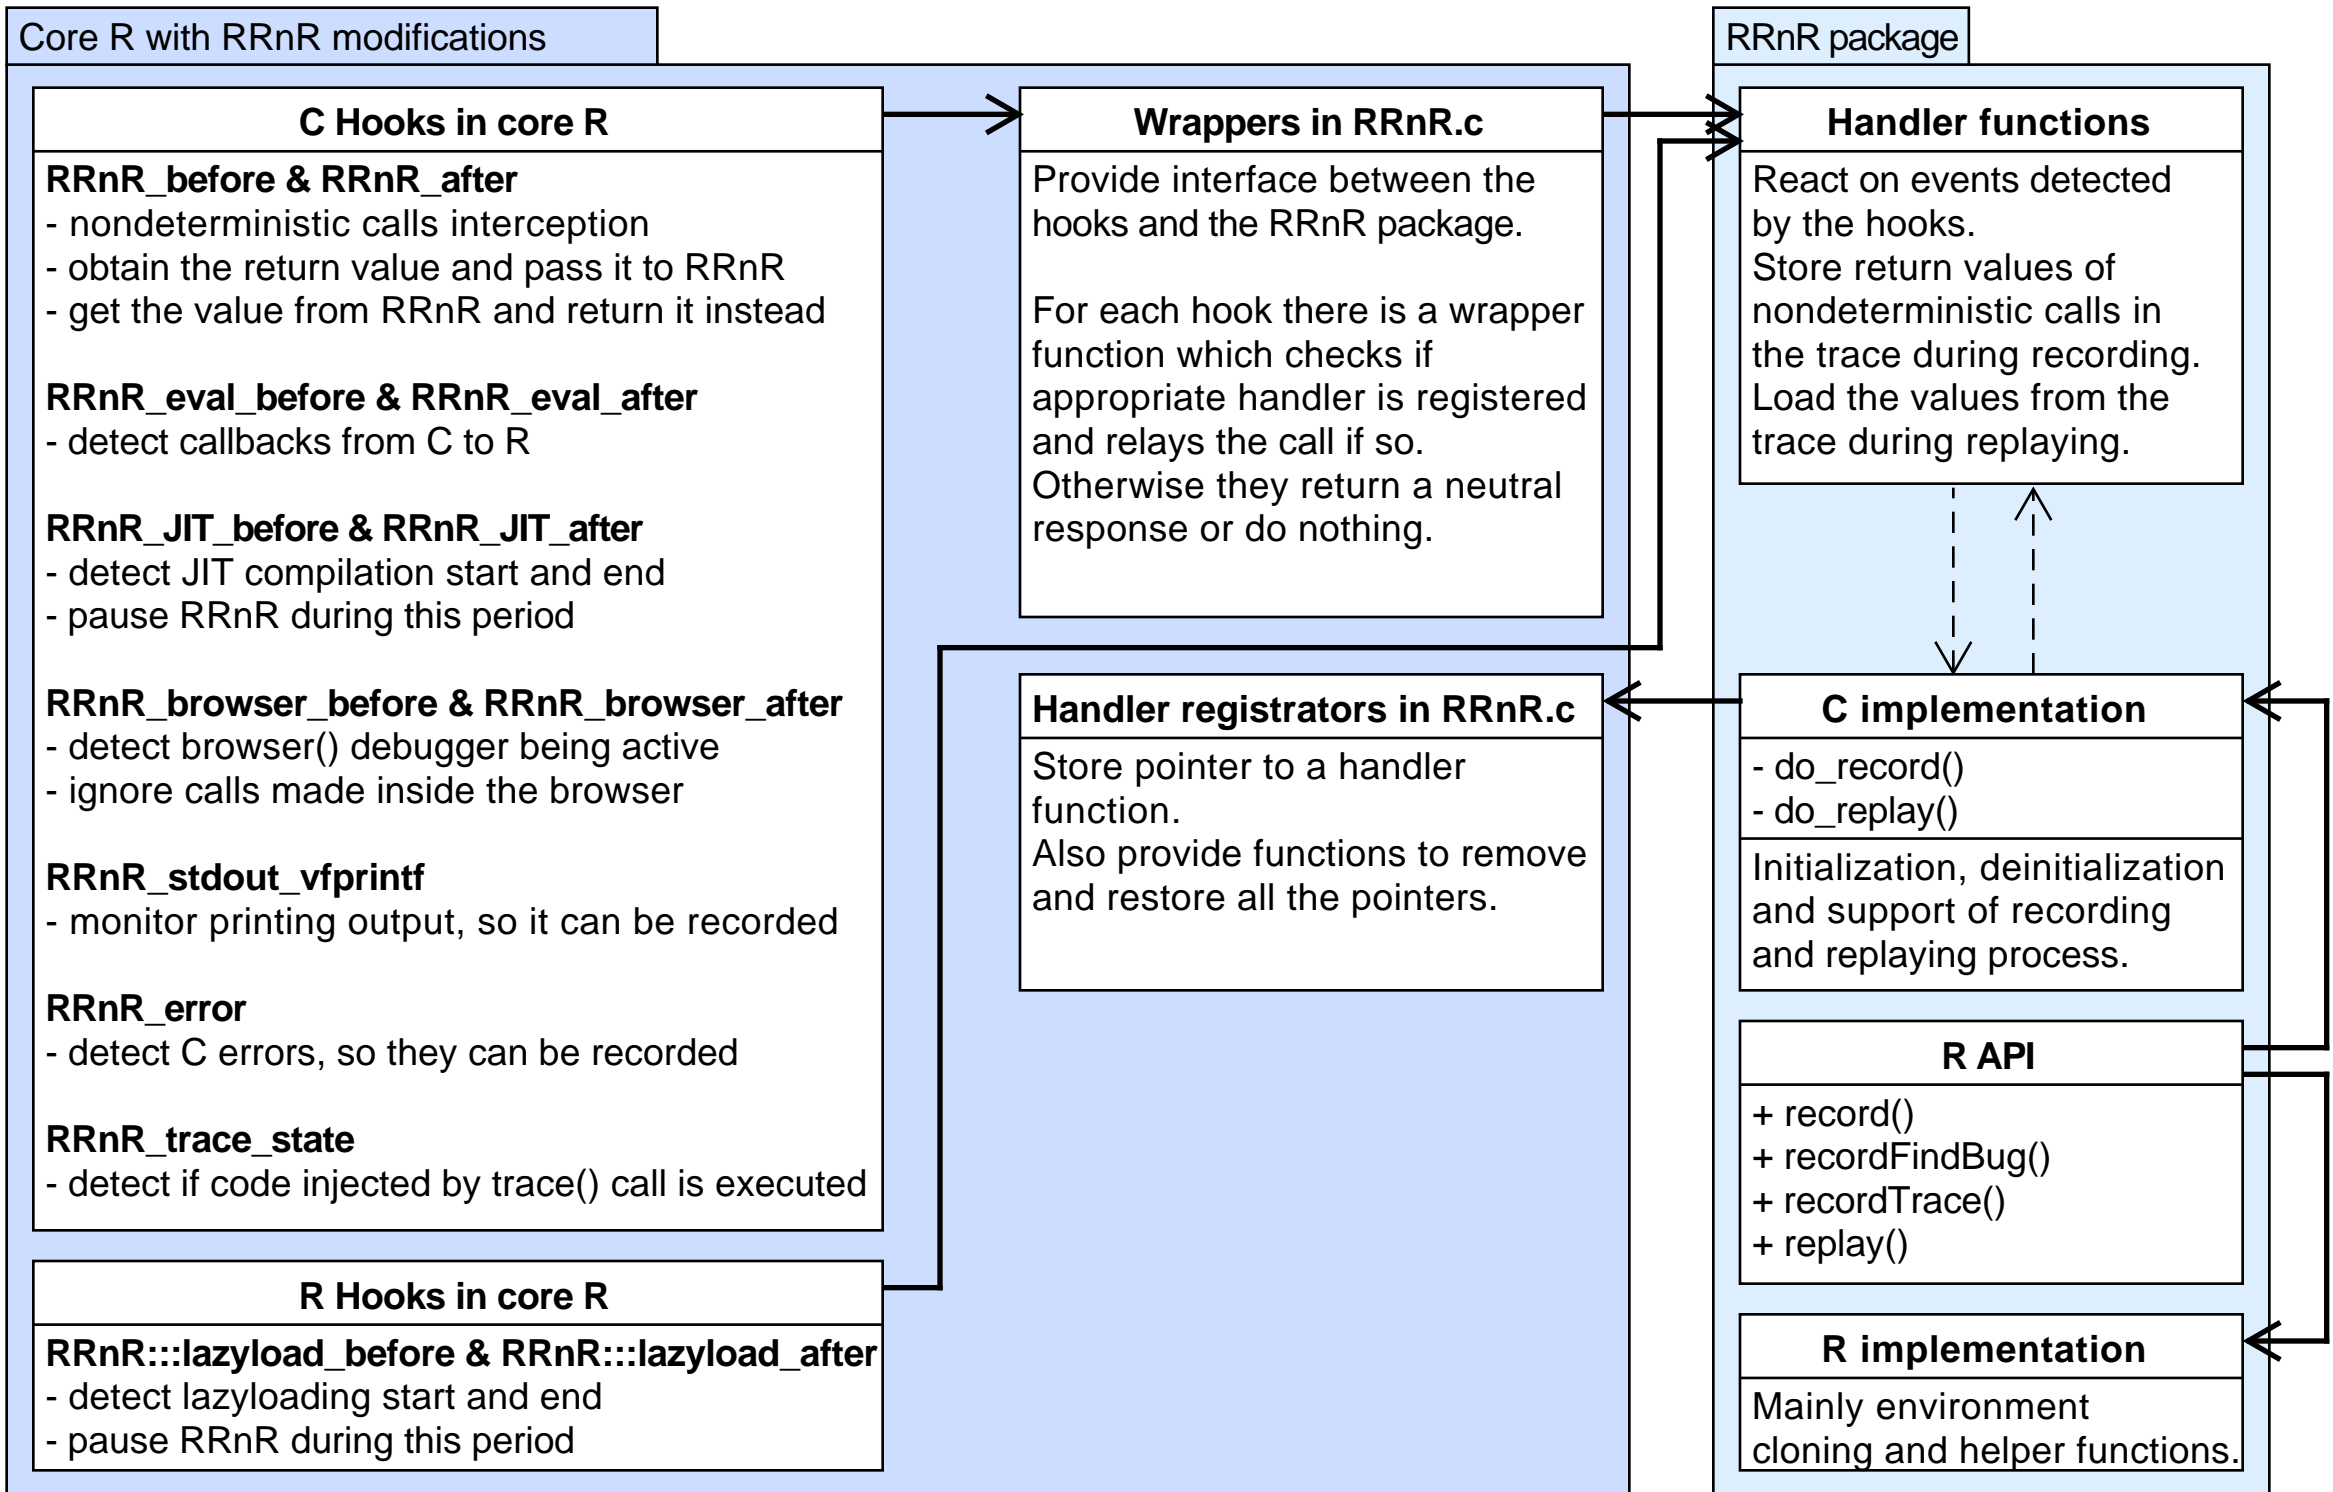 Core R with RRnR modifications
C Hooks in core R
RRnR_before & RRnR_after
- nondeterministic calls interception
- obtain the return value and pass it to RRnR
- get the value from RRnR and return it instead
RRnR_eval_before & RRnR_eval_after
- detect callbacks from C to R
RRnR_JIT_before & RRnR_JIT_after
- detect JIT compilation start and end
- pause RRnR during this period
RRnR_browser_before & RRnR_browser_after
- detect browser() debugger being active
- ignore calls made inside the browser
RRnR_stdout_vfprintf
- monitor printing output, so it can be recorded
RRnR_error
- detect C errors, so they can be recorded
RRnR_trace_state
- detect if code injected by trace() call is executed
R Hooks in core R
RRnR:::lazyload_before & RRnR:::lazyload_after
- detect lazyloading start and end
- pause RRnR during this period
Wrappers in RRnR.c
Provide interface between the
hooks and the RRnR package.
For each hook there is a wrapper
function which checks if
appropriate handler is registered
and relays the call if so.
Otherwise they return a neutral
response or do nothing.
Handler registrators in RRnR.c
Store pointer to a handler
function.
Also provide functions to remove
and restore all the pointers.
RRnR package
Handler functions
React on events detected
by the hooks.
Store return values of
nondeterministic calls in
the trace during recording.
Load the values from the
trace during replaying.
C implementation
- do_record()
- do_replay()
Initialization, deinitialization
and support of recording
and replaying process.
R API
+ record()
+ recordFindBug()
+ recordTrace()
+ replay()
R implementation
Mainly environment
cloning and helper functions.